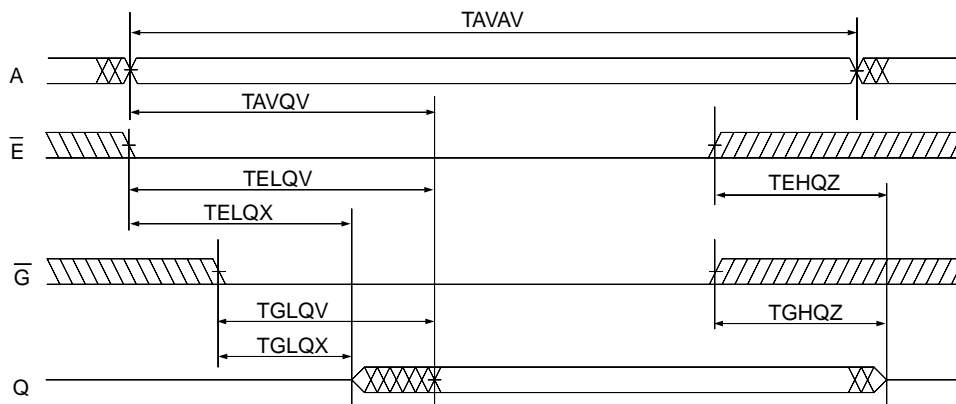 TAVAV
A
TAVQV
E̅
TELQV
TEHQZ
TELQX
G̅
TGLQV
TGHQZ
TGLQX
Q